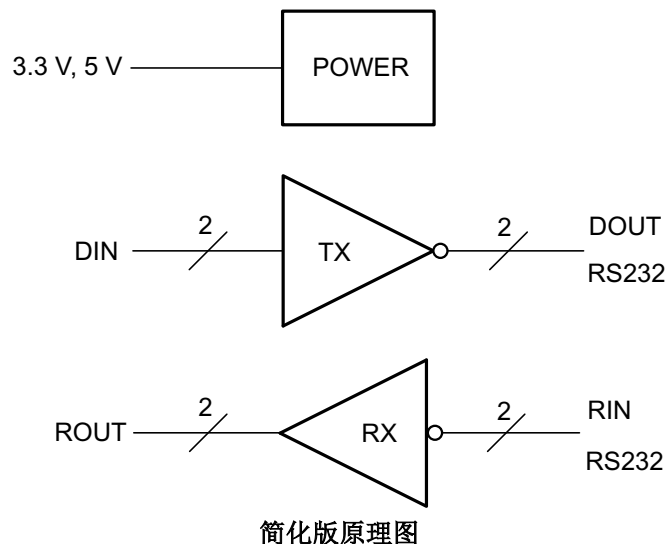 3.3 V, 5 V
POWER
2
2
DOUT
DIN
TX
RS232
2
2
RIN
ROUT
RX
RS232
简化版原理图